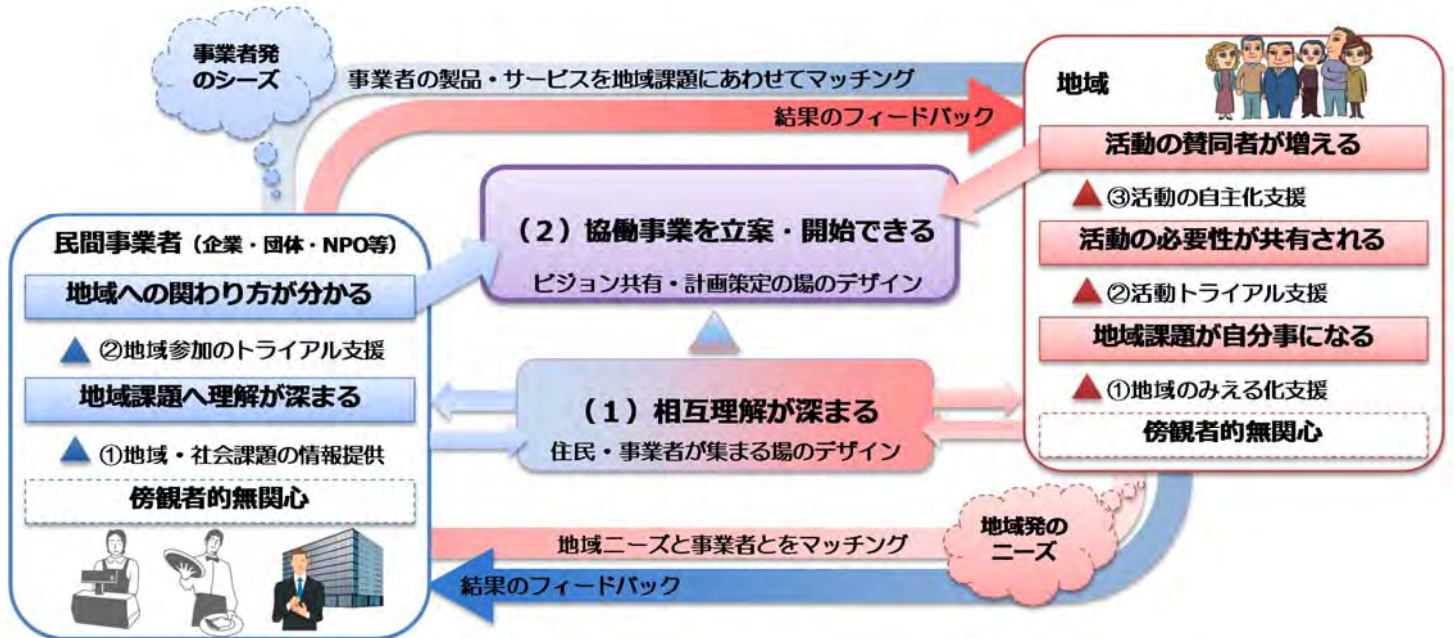 事業者発
のシーズ
事業者の製品・サービスを地域課題にあわせてマッチング
結果のフィードバック
地域
活動の賛同者が増える
③活動の自主化支援
活動の必要性が共有される
②活動トライアル支援
地域課題が自分事になる
①地域のみえる化支援
傍観者的無関心
(2)協働事業を立案・開始できる
ビジョン共有・計画策定の場のデザイン
(1)相互理解が深まる
住民・事業者が集まる場のデザイン
民間事業者(企業・団体・NPO等)
地域への関わり方が分かる
②地域参加のトライアル支援
地域課題へ理解が深まる
①地域・社会課題の情報提供
傍観者的無関心
地域発の
ニーズ
地域ニーズと事業者とをマッチング
結果のフィードバック